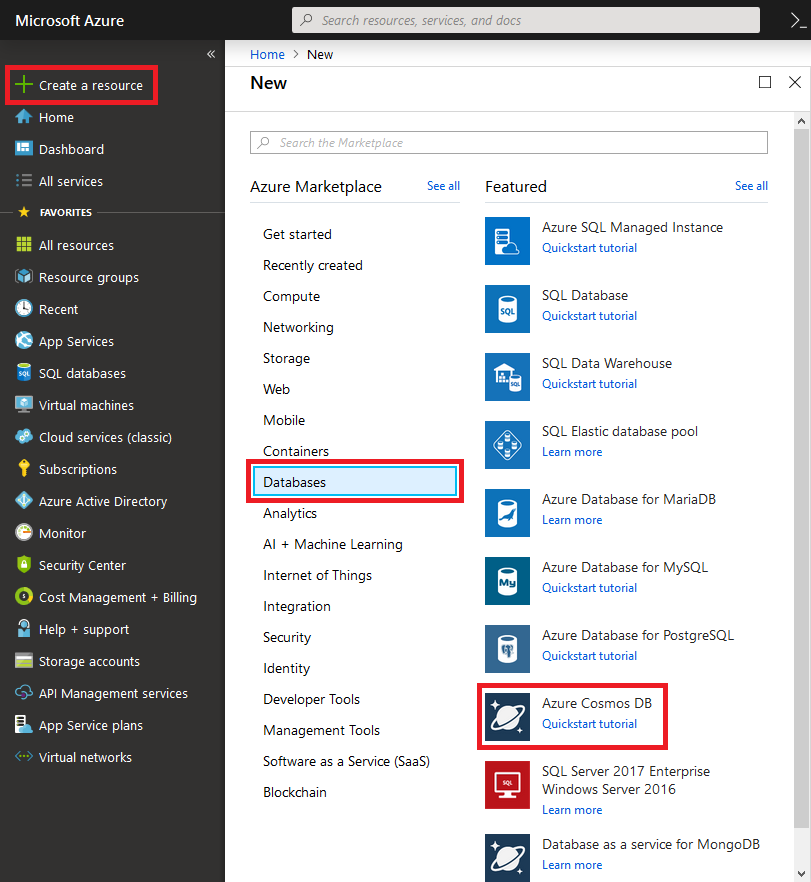 Microsoft Azure
Search resources, services, and docs
Create a resource
Home
Dashboard
All services
FAVORITES
All resources
Resource groups
Recent
App Services
SQL databases
Virtual machines
Cloud services (classic)
Subscriptions
Azure Active Directory
Monitor
Security Center
Cost Management + Billing
Help + support
Storage accounts
API Management services
App Service plans
Virtual networks
Home > New
New
Search the Marketplace
Azure Marketplace See all
Get started
Recently created
Compute
Networking
Storage
Web
Mobile
Containers
Databases
Analytics
AI + Machine Learning
Internet of Things
Integration
Security
Identity
Developer Tools
Management Tools
Software as a Service (SaaS)
Blockchain
Featured See all
Azure SQL Managed Instance
Quickstart tutorial
SQL
SQL Database
Quickstart tutorial
SQL
SQL Data Warehouse
Quickstart tutorial
SQL Elastic database pool
Learn more
Azure Database for MariaDB
Learn more
My
Azure Database for MySQL
Quickstart tutorial
Azure Database for PostgreSQL
Quickstart tutorial
Azure Cosmos DB
Quickstart tutorial
SQL
SQL Server 2017 Enterprise
Windows Server 2016
Learn more
Database as a service for MongoDB
Learn more